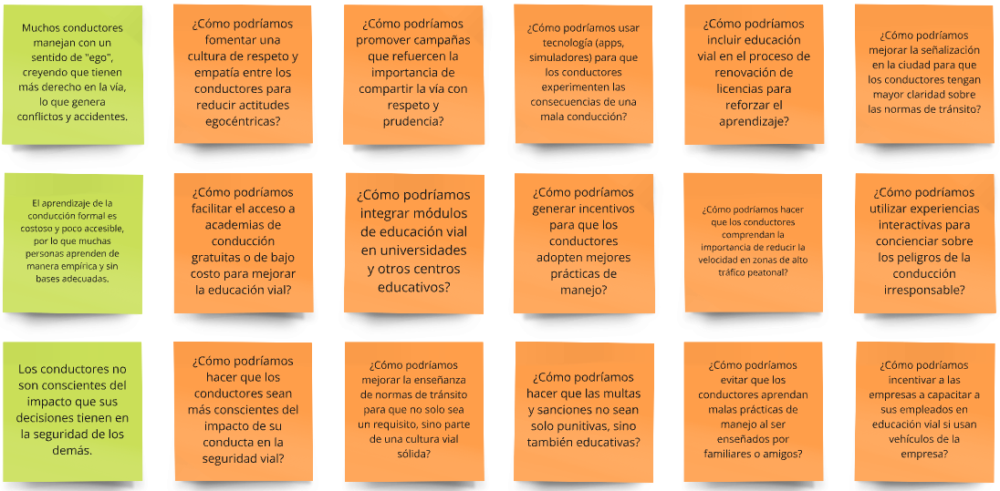 Muchos conductores
manejan con un
sentido de "ego",
creyendo que tienen
más derecho en la vía,
lo que genera
conflictos y accidentes.
¿Cómo podríamos
fomentar una
cultura de respeto y
empatía entre los
conductores para
reducir actitudes
egocéntricas?
¿Cómo podríamos
promover campañas
que refuercen la
importancia de
compartir la vía con
respeto y
prudencia?
¿Cómo podríamos usar
tecnología (apps,
simuladores) para que
los conductores
experimenten las
consecuencias de una
mala conducción?
¿Cómo podríamos
incluir educación
vial en el proceso de
renovación de
licencias para
reforzar el
aprendizaje?
¿Cómo podríamos
mejorar la señalización
en la ciudad para que
los conductores tengan
mayor claridad sobre
las normas de tránsito?
El aprendizaje de la
conducción formal es
costoso y poco accesible,
por lo que muchas
personas aprenden de
manera empírica y sin
bases adecuadas.
¿Cómo podríamos
facilitar el acceso a
academias de
conducción
gratuitas o de bajo
costo para mejorar
la educación vial?
¿Cómo podríamos
integrar módulos
de educación vial
en universidades
y otros centros
educativos?
¿Cómo podríamos
generar incentivos
para que los
conductores
adopten mejores
prácticas de
manejo?
¿Cómo podríamos hacer
que los conductores
comprendan la
importancia de reducir la
velocidad en zonas de alto
tráfico peatonal?
¿Cómo podríamos
utilizar experiencias
interactivas para
concienciar sobre
los peligros de la
conducción
irresponsable?
Los conductores no
son conscientes del
impacto que sus
decisiones tienen en
la seguridad de los
demás.
¿Cómo podríamos
hacer que los
conductores sean
más conscientes del
impacto de su
conducta en la
seguridad vial?
¿Cómo podríamos
mejorar la enseñanza
de normas de tránsito
para que no solo sea
un requisito, sino parte
de una cultura vial
sólida?
¿Cómo podríamos
hacer que las multas
y sanciones no sean
solo punitivas, sino
también educativas?
¿Cómo podríamos
evitar que los
conductores aprendan
malas prácticas de
manejo al ser
enseñados por
familiares o amigos?
¿Cómo podríamos
incentivar a las
empresas a capacitar a
sus empleados en
educación vial si usan
vehículos de la
empresa?